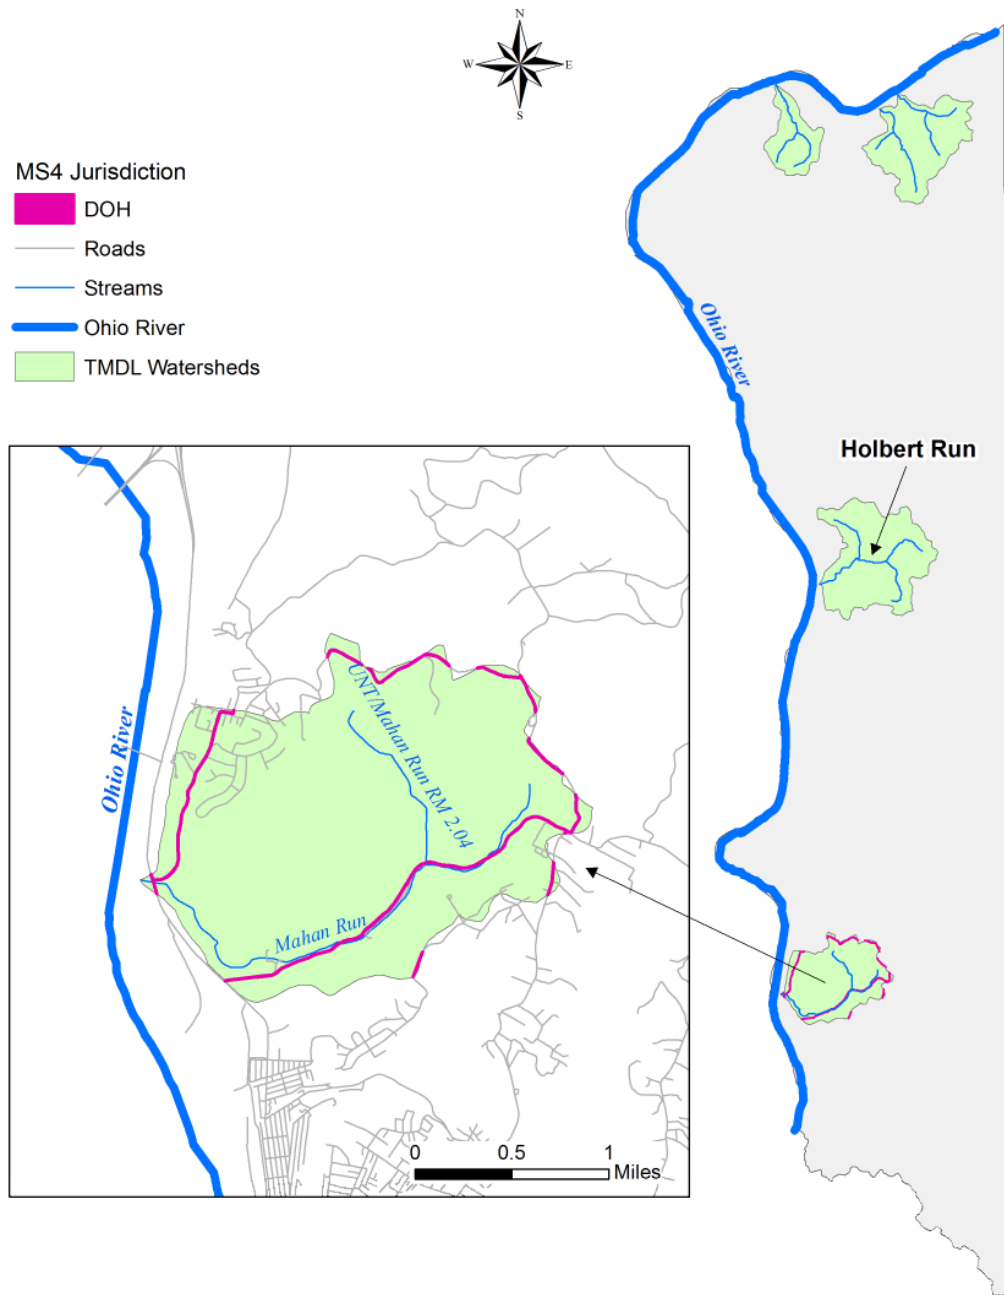 N
W
E
S
MS4 Jurisdiction
DOH
Roads
Streams
Ohio River
TMDL Watersheds
Ohio River
Holbert Run
Ohio River
UNT/Mahan Run RM 2.04
Mahan Run
0 0.5 1
Miles